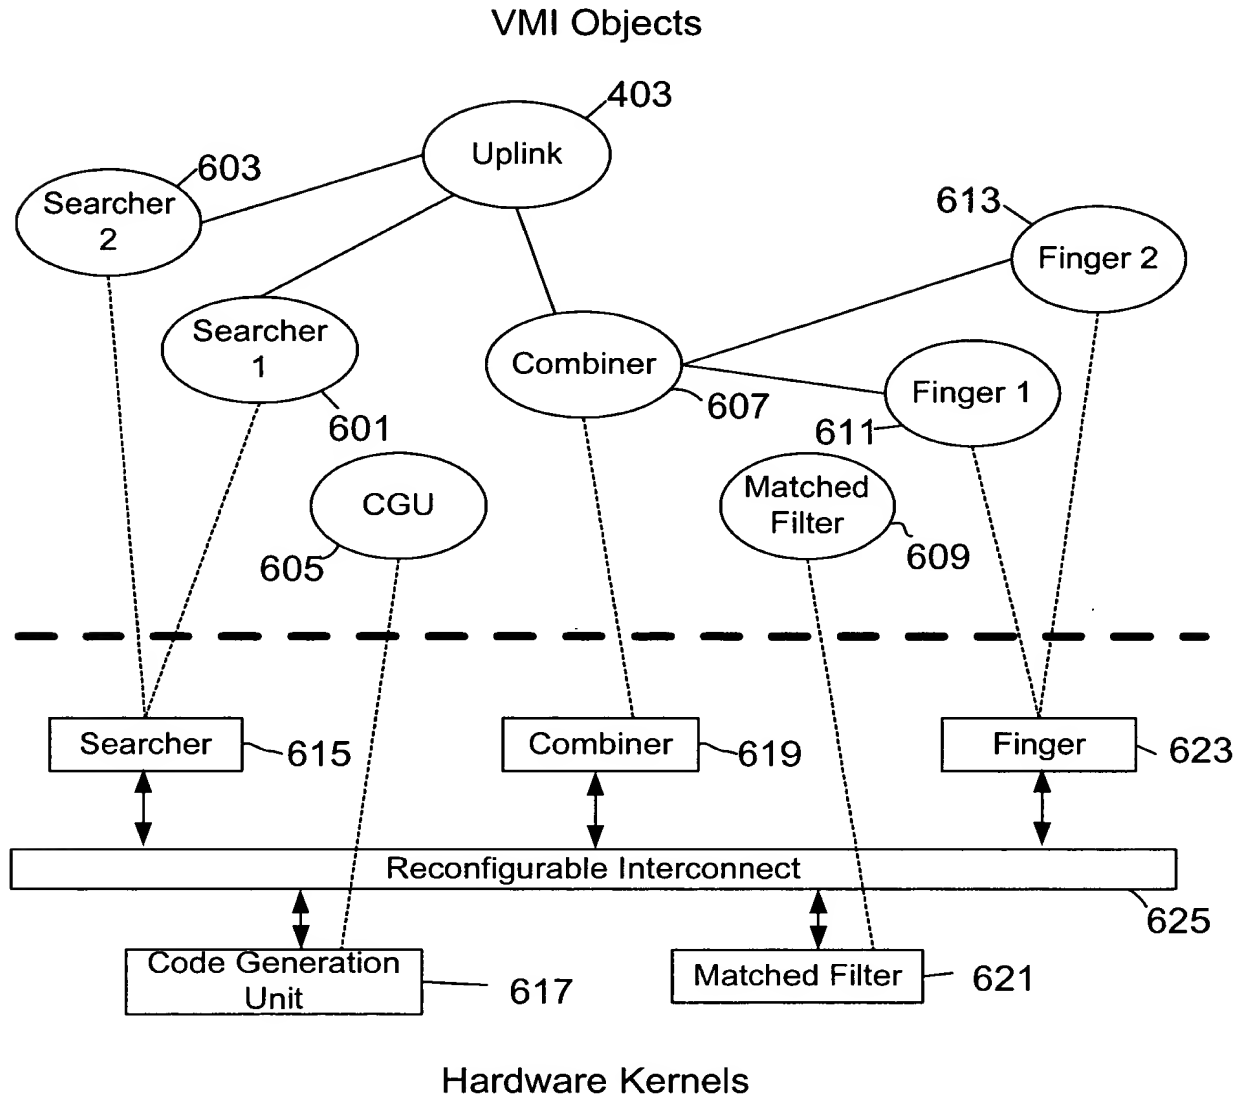 VMI Objects
403
Uplink
603
Searcher
2
613
Finger 2
Searcher
1
601
Combiner
607
Finger 1
611
CGU
605
Matched
Filter
609
Searcher
615
Combiner
619
Finger
623
Reconfigurable Interconnect
625
Code Generation
Unit
617
Matched Filter
621
Hardware Kernels